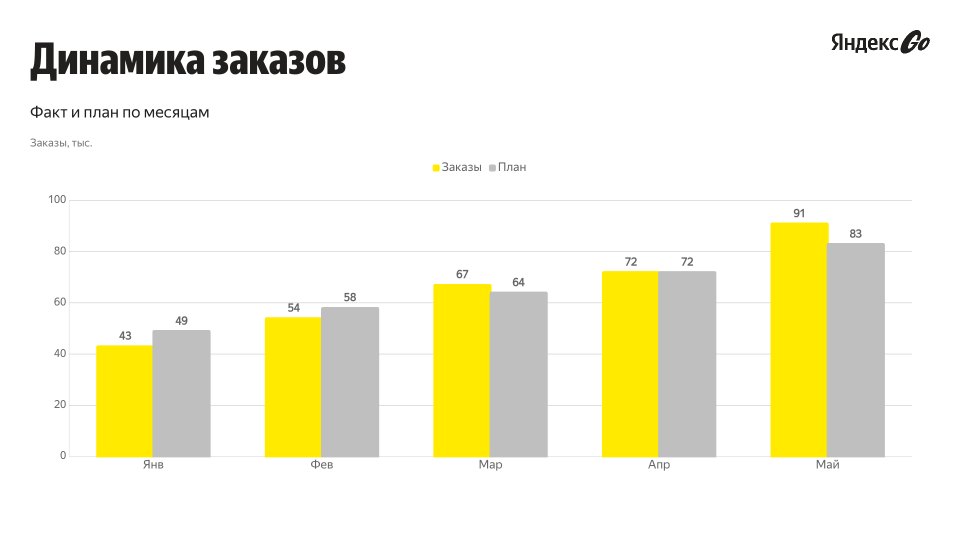 Динамика заказов
Яндекс Go
Факт и план по месяцам
Заказы, тыс.
Заказы План
100
80
60
40
20
0
43 49
54 58
67 64
72 72
91 83
Янв Фев Мар Апр Май